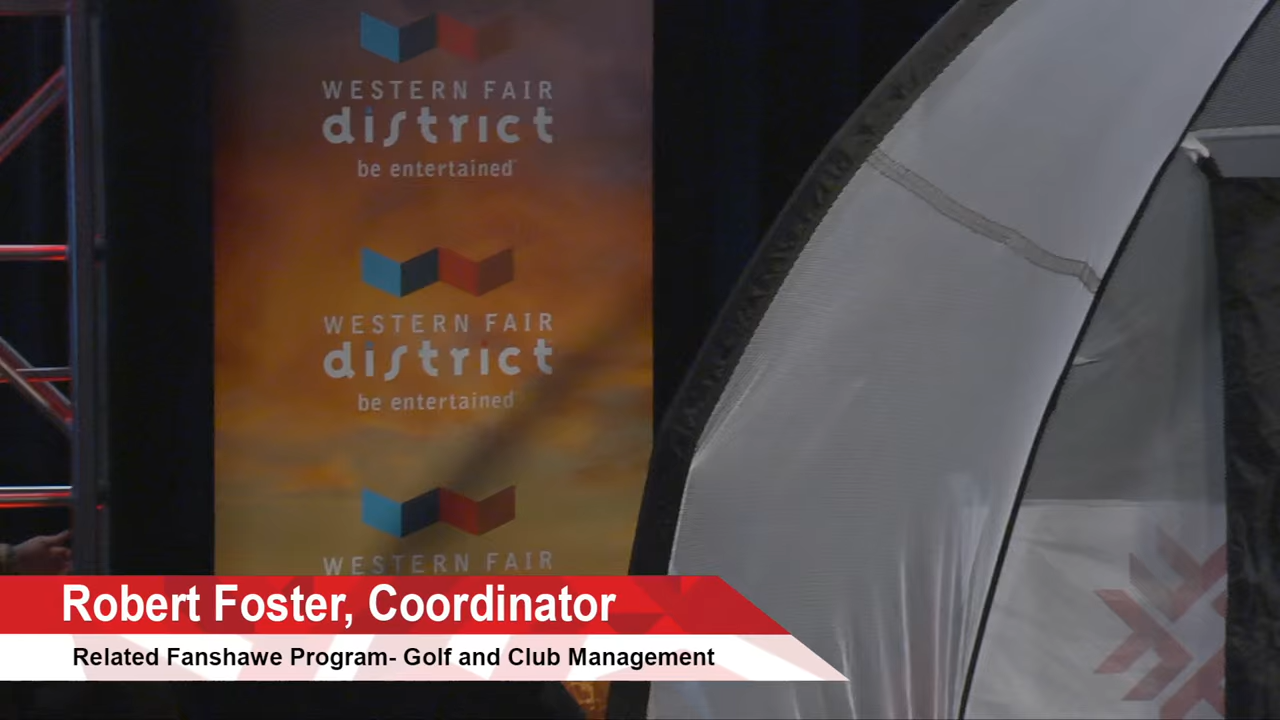 WESTERN FAIR
district
be entertained
WESTERN FAIR
district
be entertained
WESTERN FAIR
Robert Foster, Coordinator
Related Fanshawe Program- Golf and Club Management